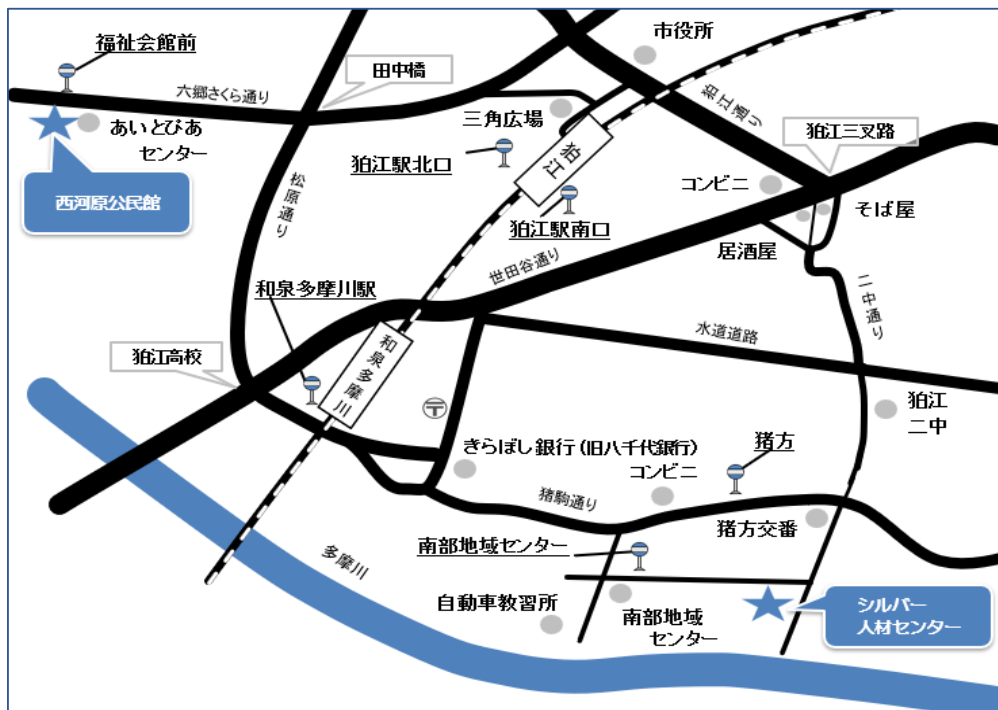 福祉会館前
市役所
田中橋
六郷さくら通り
狛江通り
あいとぴあ
センター
三角広場
狛江三叉路
狛江駅北口
狛江
コンビニ
西河原公民館
松原通り
そば屋
狛江駅南口
居酒屋
世田谷通り
和泉多摩川駅
二中通り
水道道路
狛江高校
和泉多摩川
〒
狛江
二中
きらぼし銀行(旧八千代銀行)
コンビニ
猪方
猪駒通り
猪方交番
南部地域センター
多摩川
自動車教習所
南部地域
センター
シルバー
人材センター